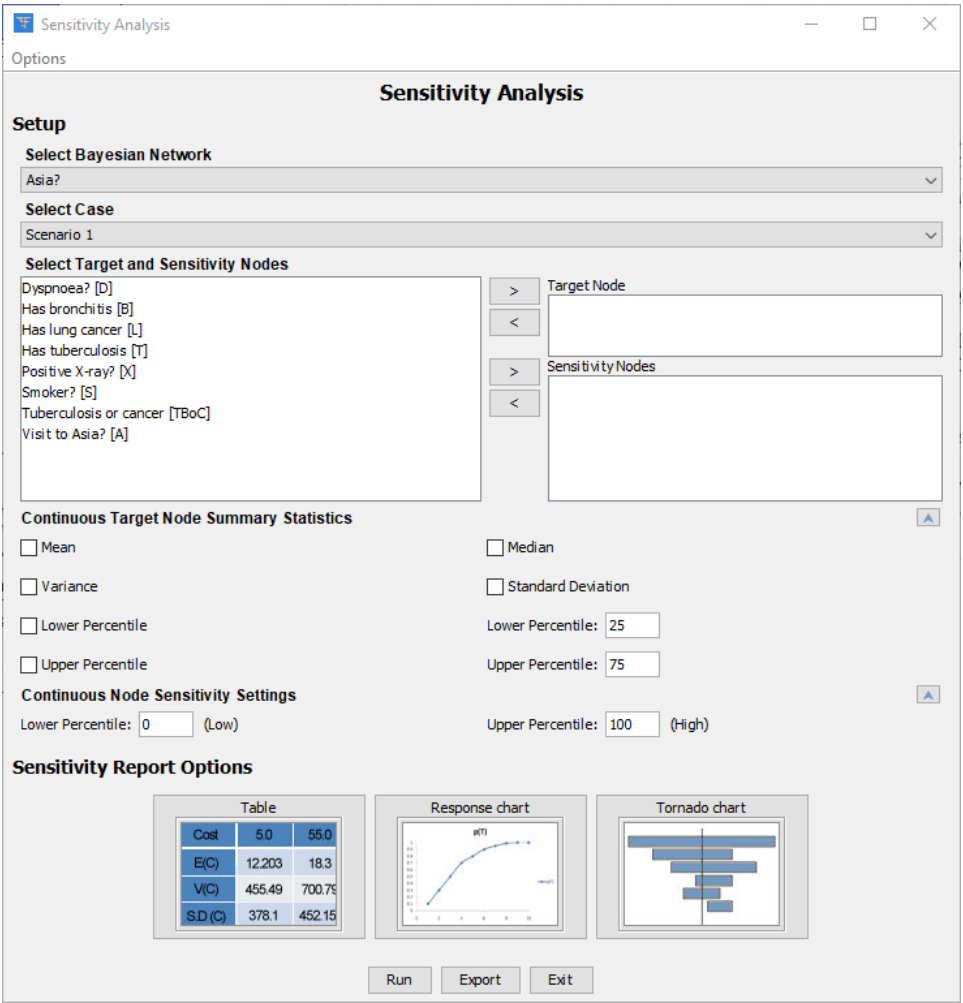 Sensitivity Analysis
Options
Sensitivity Analysis
Setup
Select Bayesian Network
Asia?
Select Case
Scenario 1
Select Target and Sensitivity Nodes
Dyspnoea? [D]
Has bronchitis [B]
Has lung cancer [L]
Has tuberculosis [T]
Positive X-ray? [X]
Smoker? [S]
Tuberculosis or cancer [TBoC]
Visit to Asia? [A]
>
<
Target Node
>
<
Sensitivity Nodes
Continuous Target Node Summary Statistics
Mean
Median
Variance
Standard Deviation
Lower Percentile
Lower Percentile: 25
Upper Percentile
Upper Percentile: 75
Continuous Node Sensitivity Settings
Lower Percentile: 0 (Low)
Upper Percentile: 100 (High)
Sensitivity Report Options
Table
Cost 5.0 55.0
E(C) 12.203 18.3
V(C) 455.49 700.79
S.D (C) 378.1 452.15
Response chart
p(T)
Tornado chart
Run
Export
Exit